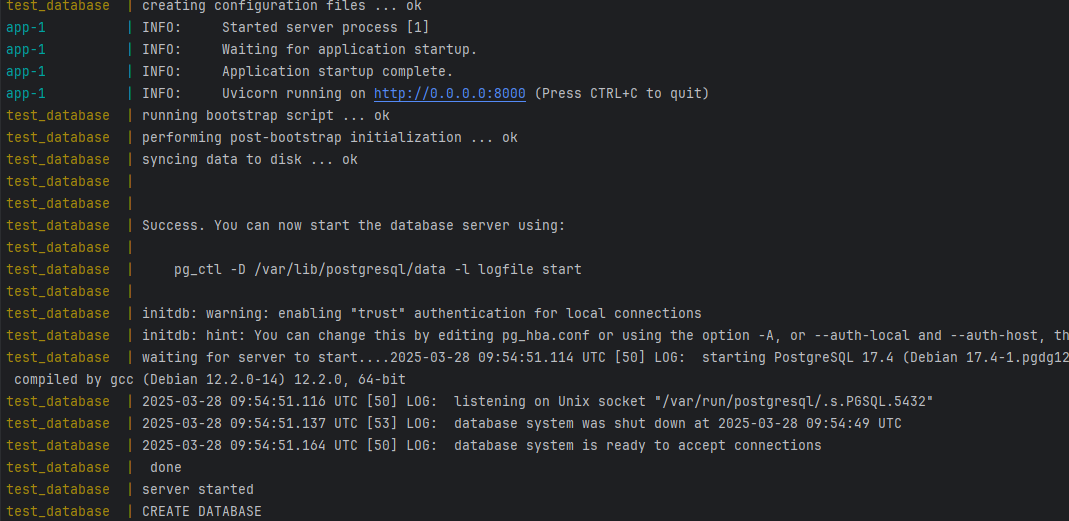 test_database | creating configuration files ... ok
app-1 | INFO: Started server process [1]
app-1 | INFO: Waiting for application startup.
app-1 | INFO: Application startup complete.
app-1 | INFO: Uvicorn running on http://0.0.0.0:8000 (Press CTRL+C to quit)
test_database | running bootstrap script ... ok
test_database | performing post-bootstrap initialization ... ok
test_database | syncing data to disk ... ok
test_database |
test_database |
test_database | Success. You can now start the database server using:
test_database |
test_database | pg_ctl -D /var/lib/postgresql/data -l logfile start
test_database |
test_database | initdb: warning: enabling "trust" authentication for local connections
test_database | initdb: hint: You can change this by editing pg_hba.conf or using the option -A, or --auth-local and --auth-host, th
test_database | waiting for server to start....2025-03-28 09:54:51.114 UTC [50] LOG: starting PostgreSQL 17.4 (Debian 17.4-1.pgdg12
compiled by gcc (Debian 12.2.0-14) 12.2.0, 64-bit
test_database | 2025-03-28 09:54:51.116 UTC [50] LOG: listening on Unix socket "/var/run/postgresql/.s.PGSQL.5432"
test_database | 2025-03-28 09:54:51.137 UTC [53] LOG: database system was shut down at 2025-03-28 09:54:49 UTC
test_database | 2025-03-28 09:54:51.164 UTC [50] LOG: database system is ready to accept connections
test_database | done
test_database | server started
test_database | CREATE DATABASE